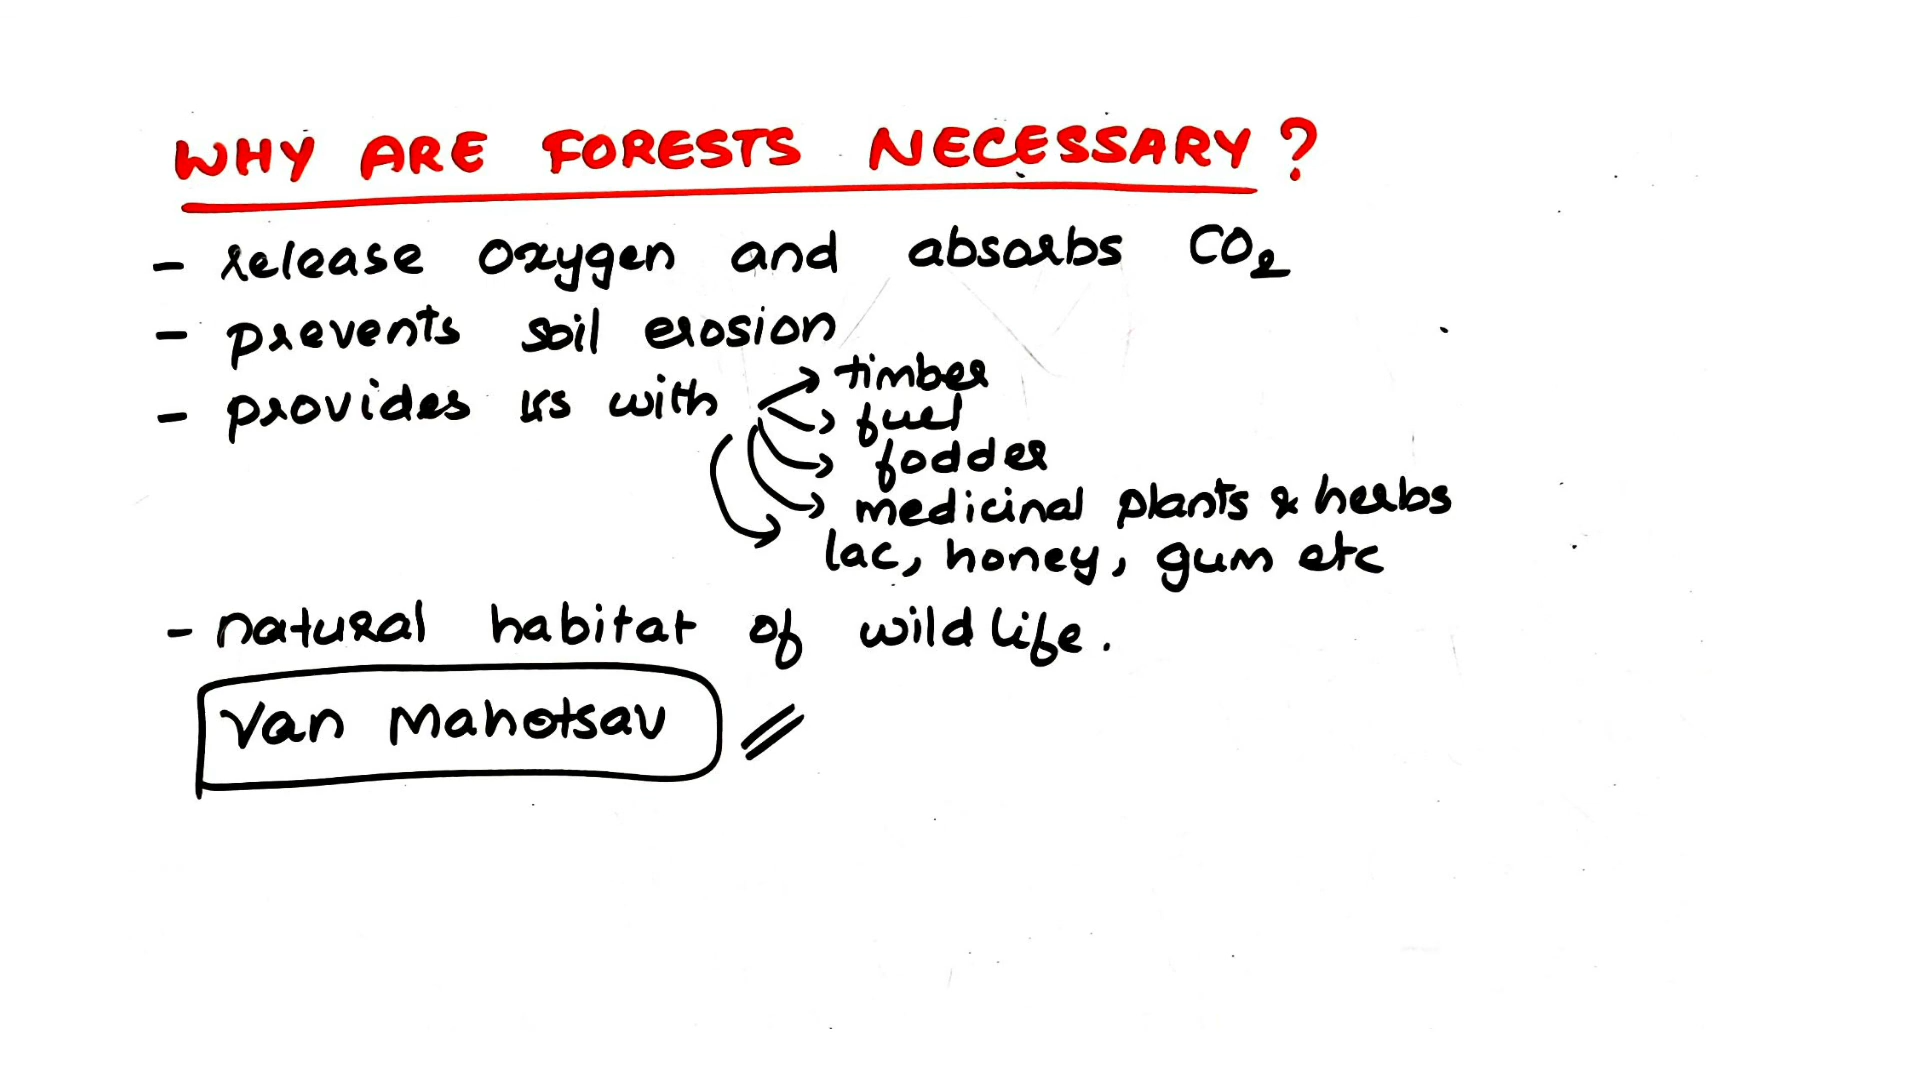 WHY ARE FORESTS NECESSARY?
- release oxygen and absorbs CO₂
- prevents soil erosion
- provides us with → timber
→ fuel
→ fodder
→ medicinal plants & herbs
→ lac, honey, gum etc
- natural habitat of wild life.
Van Mahotsav